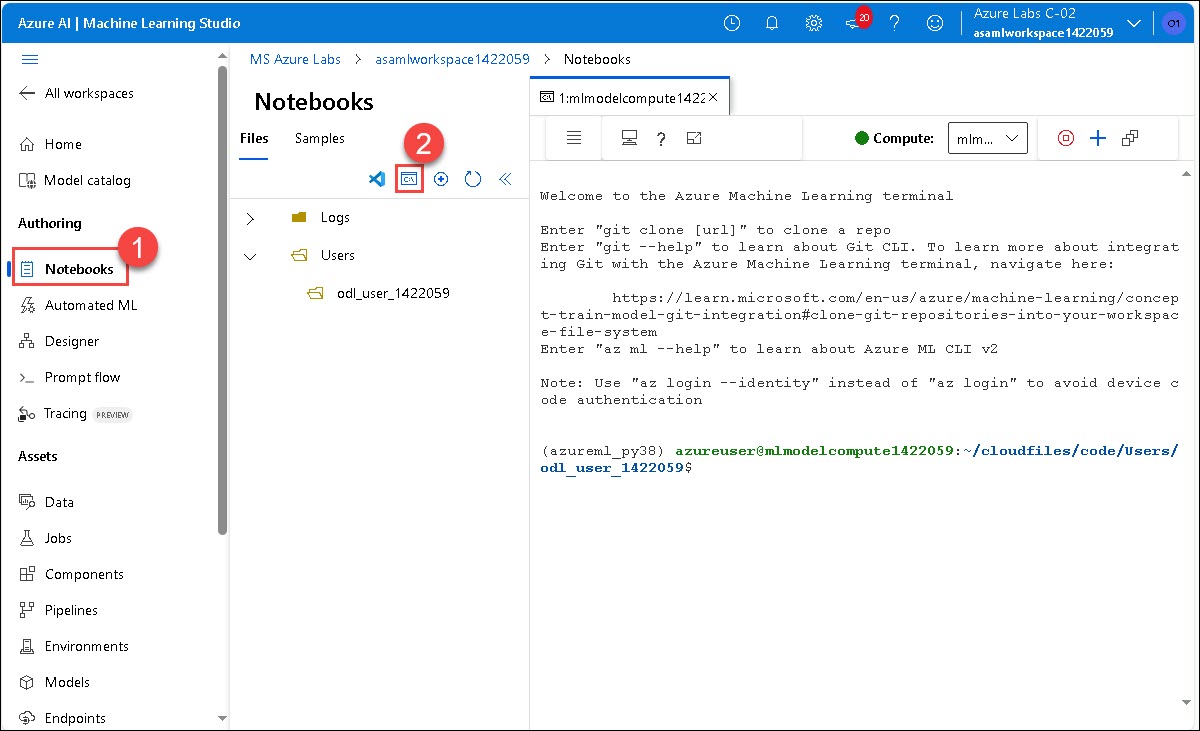 Azure AI | Machine Learning Studio
20
Azure Labs C-02
asamlworkspace1422059
O1
All workspaces
Home
Model catalog
Authoring
1
Notebooks
Automated ML
Designer
Prompt flow
Tracing PREVIEW
Assets
Data
Jobs
Components
Pipelines
Environments
Models
Endpoints
MS Azure Labs > asamlworkspace1422059 > Notebooks
Notebooks
Files Samples
2
Logs
Users
odl_user_1422059
1:mlmodelcompute1422
Compute: mlm...
Welcome to the Azure Machine Learning terminal
Enter "git clone [url]" to clone a repo
Enter "git --help" to learn about Git CLI. To learn more about integrat
ing Git with the Azure Machine Learning terminal, navigate here:
https://learn.microsoft.com/en-us/azure/machine-learning/concep
t-train-model-git-integration#clone-git-repositories-into-your-workspac
e-file-system
Enter "az ml --help" to learn about Azure ML CLI v2
Note: Use "az login --identity" instead of "az login" to avoid device c
ode authentication
(azureml_py38) azureuser@mlmodelcompute1422059:~/cloudfiles/code/Users/
odl_user_1422059$